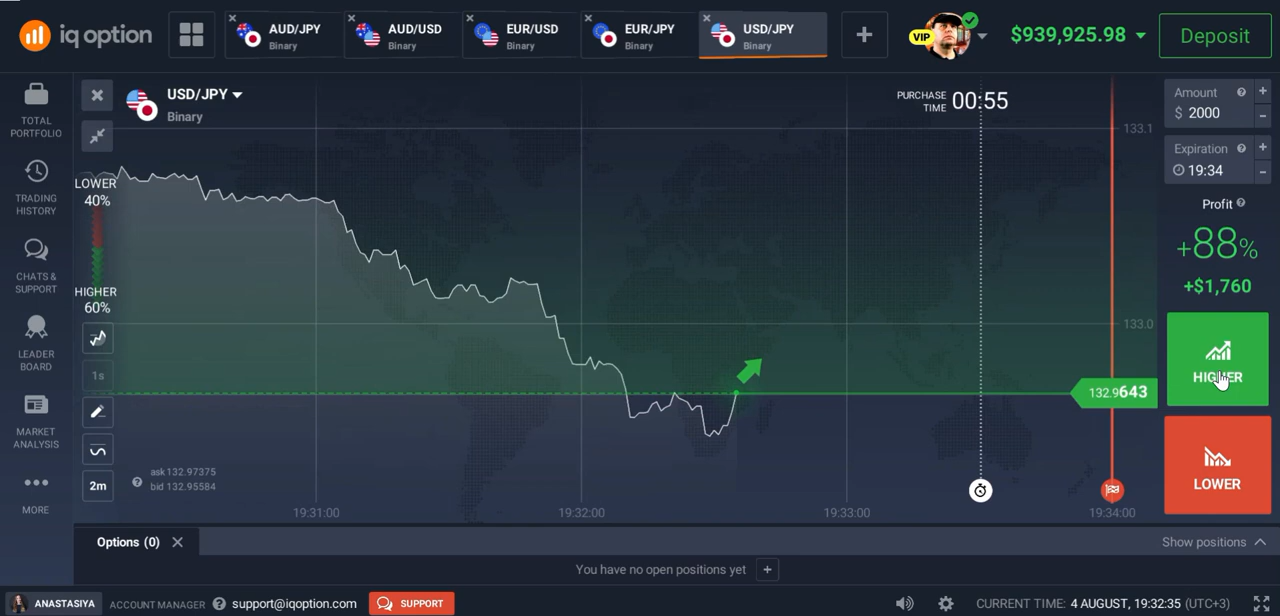 iq option
AUD/JPY
Binary
AUD/USD
Binary
EUR/USD
Binary
EUR/JPY
Binary
USD/JPY
Binary
VIP
$939,925.98
Deposit
TOTAL
PORTFOLIO
TRADING
HISTORY
CHATS &
SUPPORT
LEADER
BOARD
MARKET
ANALYSIS
MORE
USD/JPY
Binary
LOWER
40%
HIGHER
60%
1s
2m
ask 132.97375
bid 132.95584
PURCHASE
TIME
00:55
133.1
133.0
132.9643
19:31:00
19:32:00
19:33:00
19:34:00
Amount
$ 2000
Expiration
19:34
Profit
+88%
+$1,760
HIGHER
LOWER
Options (0)
Show positions
You have no open positions yet
ANASTASIYA
ACCOUNT MANAGER
support@iqoption.com
SUPPORT
CURRENT TIME: 4 AUGUST, 19:32:35 (UTC+3)